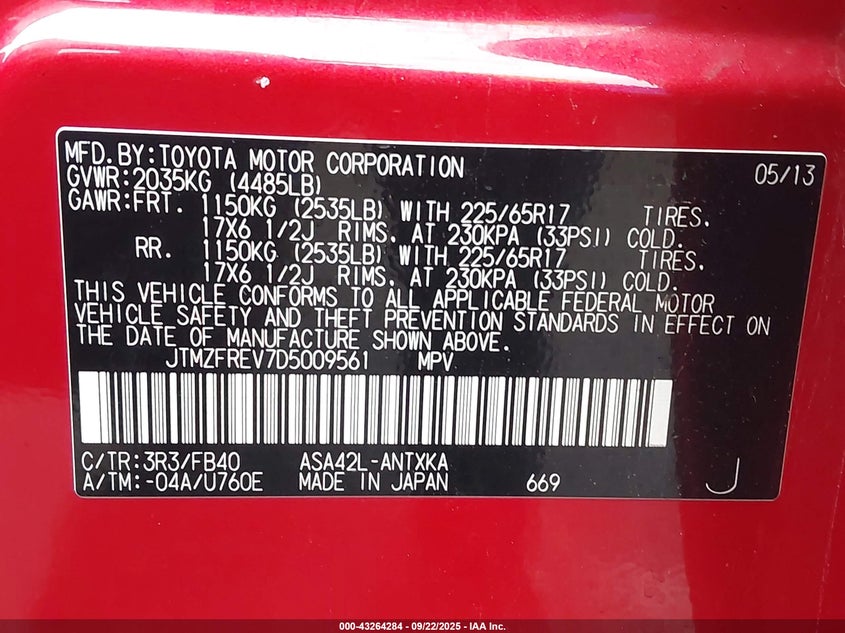 MFD.BY:TOYOTA MOTOR CORPORATION 05/13
GVWR:2035KG (4485LB)
GAWR:FRT. 1150KG (2535LB) WITH 225/65R17 TIRES.
17X6 1/2J RIMS. AT 230KPA (33PSI) COLD.
RR. 1150KG (2535LB) WITH 225/65R17 TIRES.
17X6 1/2J RIMS. AT 230KPA (33PSI) COLD.
THIS VEHICLE CONFORMS TO ALL APPLICABLE FEDERAL MOTOR
VEHICLE SAFETY AND THEFT PREVENTION STANDARDS IN EFFECT ON
THE DATE OF MANUFACTURE SHOWN ABOVE.
JTMZFREV7D5009561 MPV
C/TR:3R3/FB40 ASA42L-ANTXKA
A/TM:-04A/U760E MADE IN JAPAN 669 J
000-43264284 - 09/22/2025 - IAA Inc.